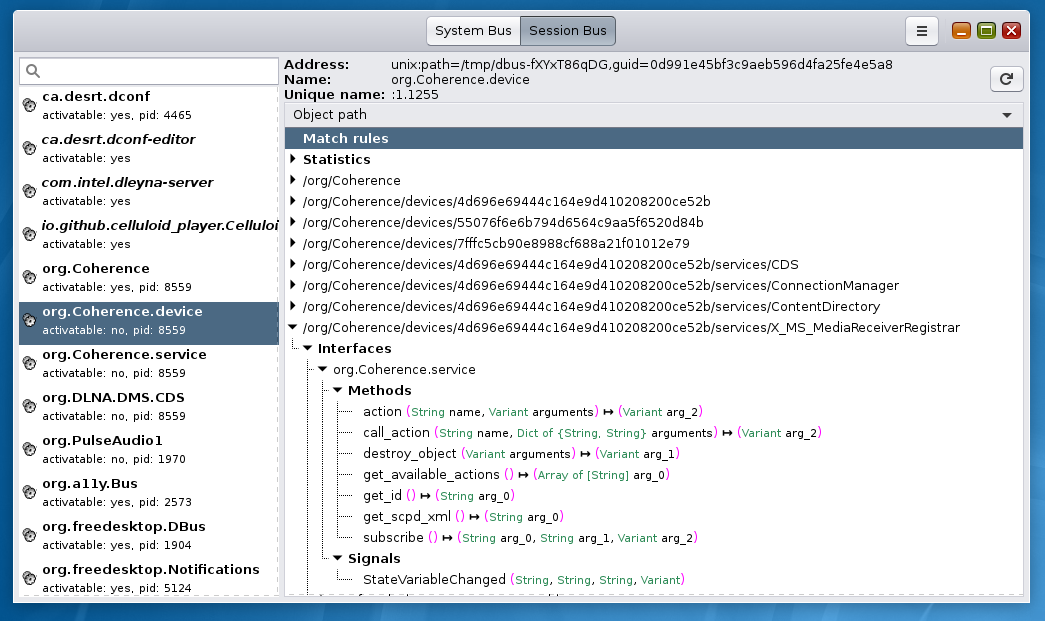 System Bus Session Bus
ca.desrt.dconf
activatable: yes, pid: 4465
ca.desrt.dconf-editor
activatable: yes
com.intel.dleyna-server
activatable: yes
io.github.celluloid_player.Celluloi
activatable: yes
org.Coherence
activatable: yes, pid: 8559
org.Coherence.device
activatable: no, pid: 8559
org.Coherence.service
activatable: no, pid: 8559
org.DLNA.DMS.CDS
activatable: no, pid: 8559
org.PulseAudio1
activatable: no, pid: 1970
org.a11y.Bus
activatable: yes, pid: 2573
org.freedesktop.DBus
activatable: yes, pid: 1904
org.freedesktop.Notifications
activatable: yes, pid: 5124
Address: unix:path=/tmp/dbus-fXYxT86qDG,guid=0d991e45bf3c9aeb596d4fa25fe4e5a8
Name: org.Coherence.device
Unique name: :1.1255
Object path
Match rules
Statistics
/org/Coherence
/org/Coherence/devices/4d696e69444c164e9d410208200ce52b
/org/Coherence/devices/55076f6e6b794d6564c9aa5f6520d84b
/org/Coherence/devices/7fffc5cb90e8988cf688a21f01012e79
/org/Coherence/devices/4d696e69444c164e9d410208200ce52b/services/CDS
/org/Coherence/devices/4d696e69444c164e9d410208200ce52b/services/ConnectionManager
/org/Coherence/devices/4d696e69444c164e9d410208200ce52b/services/ContentDirectory
/org/Coherence/devices/4d696e69444c164e9d410208200ce52b/services/X_MS_MediaReceiverRegistrar
Interfaces
org.Coherence.service
Methods
action (String name, Variant arguments) ↦ (Variant arg_2)
call_action (String name, Dict of {String, String} arguments) ↦ (Variant arg_2)
destroy_object (Variant arguments) ↦ (Variant arg_1)
get_available_actions () ↦ (Array of [String] arg_0)
get_id () ↦ (String arg_0)
get_scpd_xml () ↦ (String arg_0)
subscribe () ↦ (String arg_0, String arg_1, Variant arg_2)
Signals
StateVariableChanged (String, String, String, Variant)